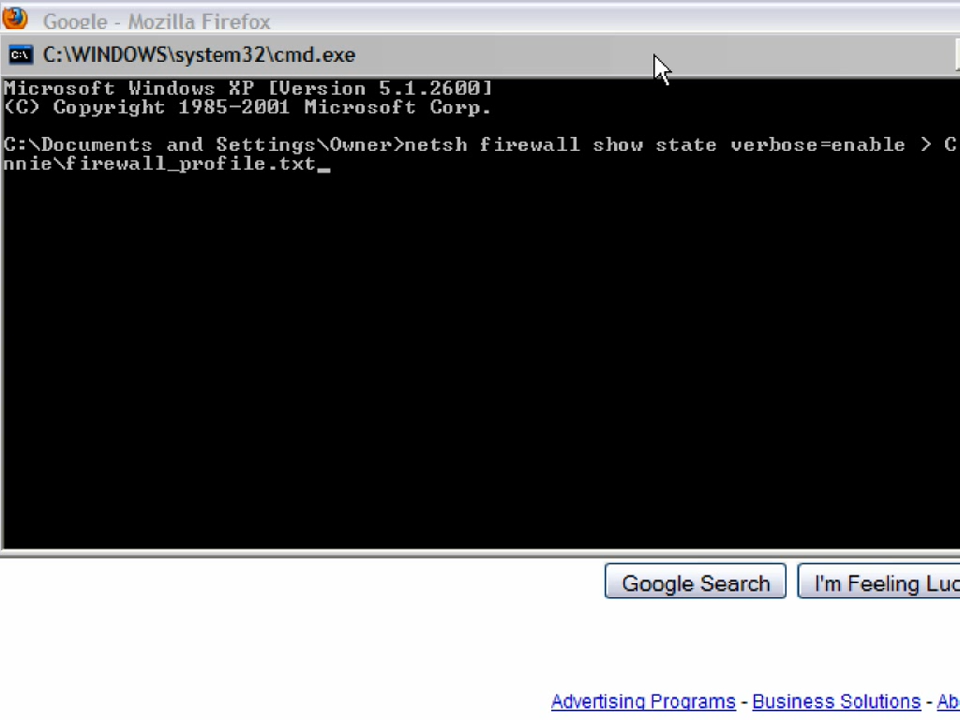 Google - Mozilla Firefox
C:\WINDOWS\system32\cmd.exe
Microsoft Windows XP [Version 5.1.2600]
(C) Copyright 1985-2001 Microsoft Corp.
C:\Documents and Settings\Owner>netsh firewall show state verbose=enable > C
nnie\firewall_profile.txt_
Google Search I'm Feeling Luc
Advertising Programs - Business Solutions - Ab